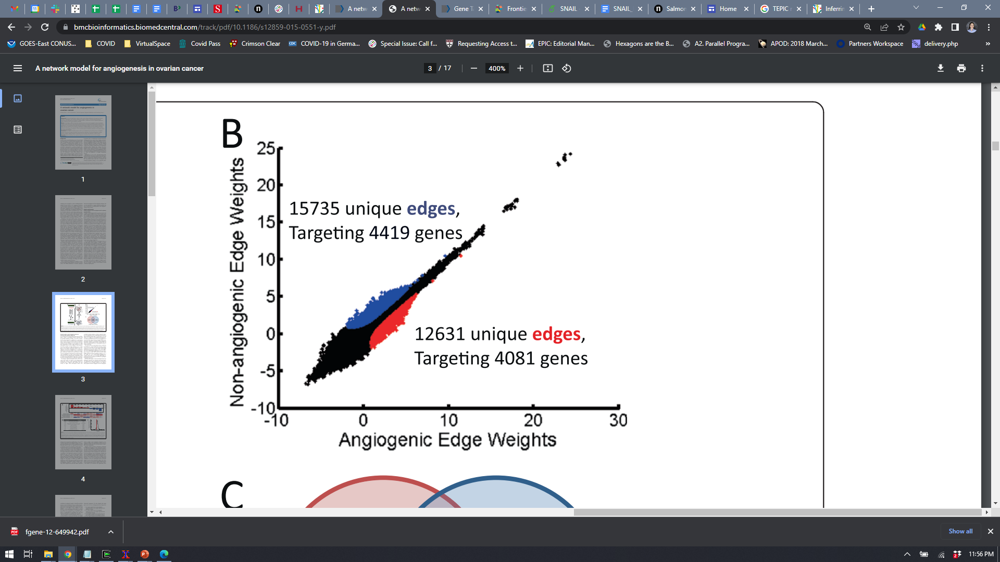 A netw
A netw
Gene T
Frontie
SNAIL
SNAIL_
Salmor
Home
TEPIC
Inferrin
bmcbioinformatics.biomedcentral.com/track/pdf/10.1186/s12859-015-0551-y.pdf
GOES-East CONUS...
COVID
VirtualSpace
Covid Pass
Crimson Clear
COVID-19 in Germa...
Special Issue: Call f...
Requesting Access t...
EPIC: Editorial Man...
Hexagons are the B...
A2. Parallel Progra...
APOD: 2018 March...
Partners Workspace
delivery.php
»
A network model for angiogenesis in ovarian cancer
3 / 17
400%
1
2
3
4
B
Non-angiogenic Edge Weights
25
20
15
10
5
0
-5
-10
15735 unique edges,
Targeting 4419 genes
12631 unique edges,
Targeting 4081 genes
-10 0 10 20 30
Angiogenic Edge Weights
C
fgene-12-649942.pdf
Show all
11:56 PM